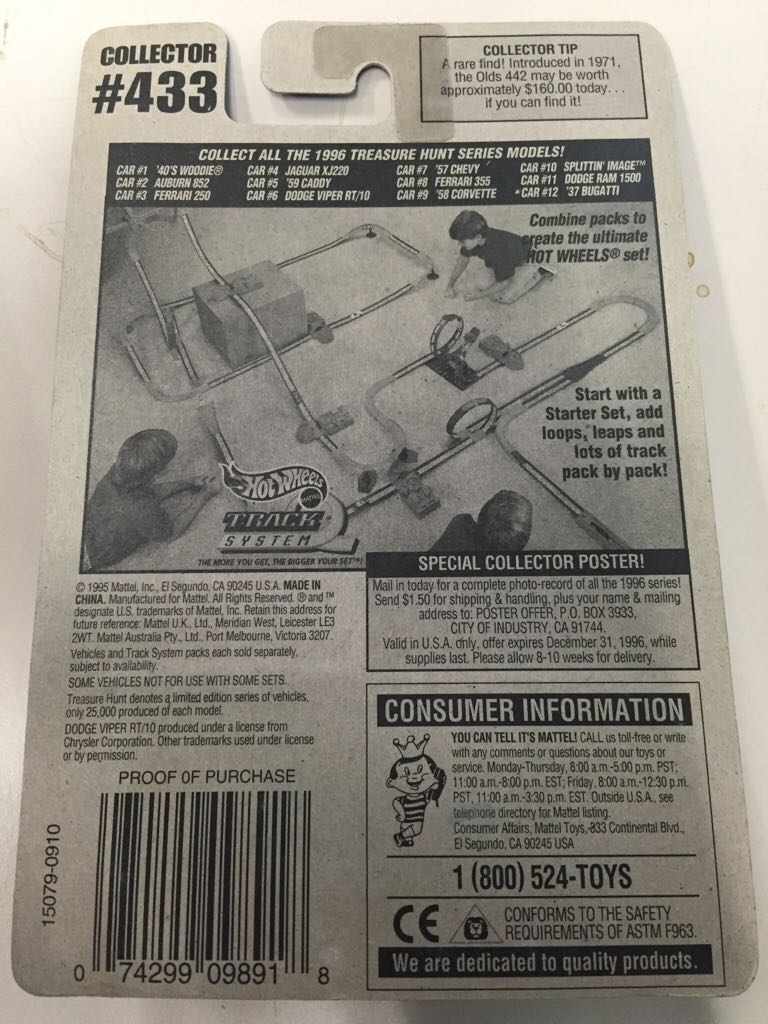 COLLECTOR
#433
COLLECTOR TIP
A rare find! Introduced in 1971,
the Olds 442 may be worth
approximately $160.00 today. . .
if you can find it!
COLLECT ALL THE 1996 TREASURE HUNT SERIES MODELS!
CAR #1 '40'S WOODIE® CAR #4 JAGUAR XJ220 CAR #7 '57 CHEVY CAR #10 SPLITTIN' IMAGE™
CAR #2 AUBURN 852 CAR #5 '59 CADDY CAR #8 FERRARI 355 CAR #11 DODGE RAM 1500
CAR #3 FERRARI 250 CAR #6 DODGE VIPER RT/10 CAR #9 '58 CORVETTE * CAR #12 '37 BUGATTI
Combine packs to
create the ultimate
HOT WHEELS® set!
Start with a
Starter Set, add
loops, leaps and
lots of track
pack by pack!
Hot Wheels
MATTEL
TRACK
SYSTEM
THE MORE YOU GET, THE BIGGER YOUR SET™!
© 1995 Mattel, Inc., El Segundo, CA 90245 U.S.A. MADE IN
CHINA. Manufactured for Mattel. All Rights Reserved. ® and ™
designate U.S. trademarks of Mattel, Inc. Retain this address for
future reference: Mattel U.K., Ltd., Meridian West, Leicester LE3
2WT. Mattel Australia Pty., Ltd., Port Melbourne, Victoria 3207.
Vehicles and Track System packs each sold separately,
subject to availability.
SOME VEHICLES NOT FOR USE WITH SOME SETS.
Treasure Hunt denotes a limited edition series of vehicles,
only 25,000 produced of each model.
DODGE VIPER RT/10 produced under a license from
Chrysler Corporation. Other trademarks used under license
or by permission.
SPECIAL COLLECTOR POSTER!
Mail in today for a complete photo-record of all the 1996 series!
Send $1.50 for shipping & handling, plus your name & mailing
address to: POSTER OFFER, P.O. BOX 3933,
CITY OF INDUSTRY, CA 91744.
Valid in U.S.A. only, offer expires December 31, 1996, while
supplies last. Please allow 8-10 weeks for delivery.
CONSUMER INFORMATION
YOU CAN TELL IT'S MATTEL! CALL us toll-free or write
with any comments or questions about our toys or
service. Monday-Thursday, 8:00 a.m.-5:00 p.m. PST;
11:00 a.m.-8:00 p.m. EST; Friday, 8:00 a.m.-12:30 p.m.
PST, 11:00 a.m.-3:30 p.m. EST. Outside U.S.A., see
telephone directory for Mattel listing.
Consumer Affairs, Mattel Toys, 333 Continental Blvd.,
El Segundo, CA 90245 USA
1 (800) 524-TOYS
CE
CONFORMS TO THE SAFETY
REQUIREMENTS OF ASTM F963.
We are dedicated to quality products.
PROOF OF PURCHASE
15079-0910
0 74299 09891 8